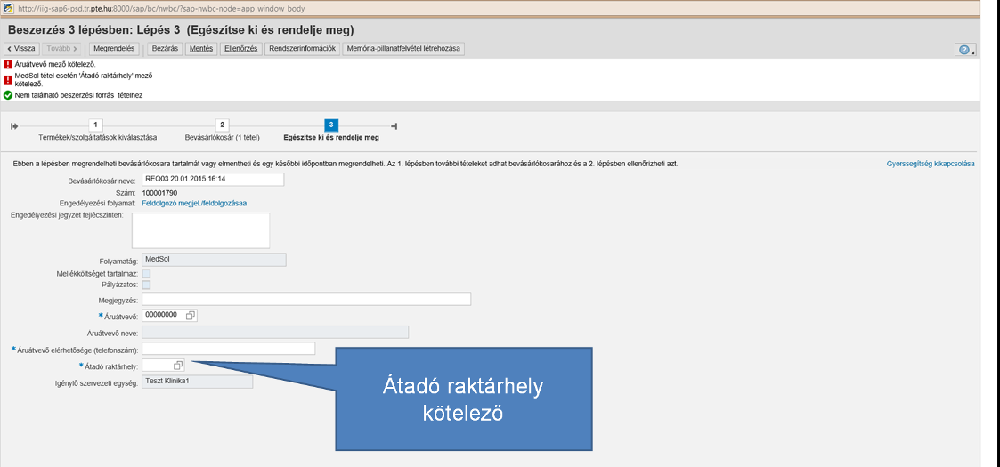 http://iig-sap6-psd.tr.pte.hu:8000/sap/bc/nwbc/?sap-nwbc-node=app_window_body
Beszerzés 3 lépésben: Lépés 3 (Egészítse ki és rendelje meg)
Vissza Tovább Megrendelés Bezárás Mentés Ellenőrzés Rendszerinformációk Memória-pillanatfelvétel létrehozása
Áruátvevő mező kötelező.
MedSol tétel esetén 'Átadó raktárhely' mező
kötelező.
Nem található beszerzési forrás tételhez
1 2 3
Termékek/szolgáltatások kiválasztása Bevásárlókosár (1 tétel) Egészítse ki és rendelje meg
Ebben a lépésben megrendelheti bevásárlókosara tartalmát vagy elmentheti és egy későbbi időpontban megrendelheti. Az 1. lépésben további tételeket adhat bevásárlókosarához és a 2. lépésben ellenőrizheti azt. Gyorssegítség kikapcsolása
Bevásárlókosár neve: REQ03 20.01.2015 16:14
Szám: 100001790
Engedélyezési folyamat: Feldolgozó megjel./feldolgozásaa
Engedélyezési jegyzet fejlécszinten:
Folyamatág: MedSol
Mellékköltséget tartalmaz:
Pályázatos:
Megjegyzés:
* Áruátvevő: 00000000
Áruátvevő neve:
* Áruátvevő elérhetősége (telefonszám):
* Átadó raktárhely:
Igénylő szervezeti egység: Teszt Klinika1
Átadó raktárhely
kötelező